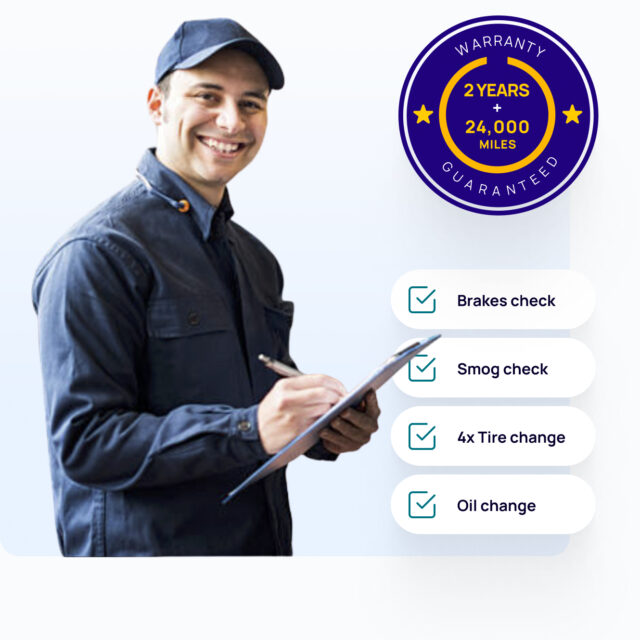 WARRANTY
2 YEARS
+
24,000
MILES
GUARANTEED
Brakes check
Smog check
4x Tire change
Oil change